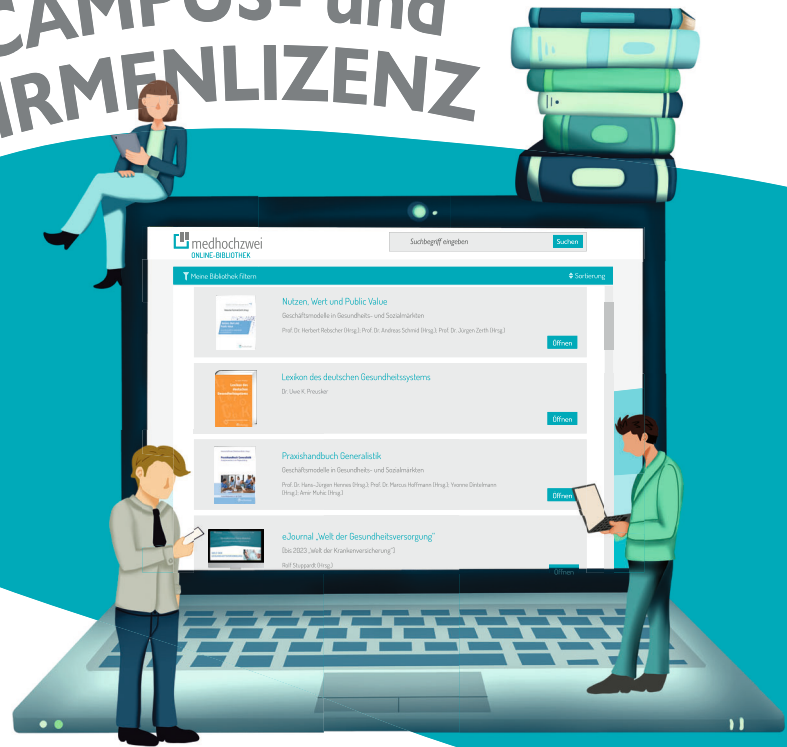 CAMPUS- und
IRMENLIZENZ
medhochzwei
ONLINE-BIBLIOTHEK
Suchbegriff eingeben
Suchen
Meine Bibliothek filtern
Sortierung
Nutzen, Wert und Public Value
Geschäftsmodelle in Gesundheits- und Sozialmärkten
Prof. Dr. Herbert Rebscher (Hrsg.); Prof. Dr. Andreas Schmid (Hrsg.); Prof. Dr. Jürgen Zerth (Hrsg.)
Öffnen
Lexikon des deutschen Gesundheitssystems
Dr. Uwe K. Preusker
Öffnen
Praxishandbuch Generalistik
Geschäftsmodelle in Gesundheits- und Sozialmärkten
Prof. Dr. Hans-Jürgen Hennes (Hrsg.); Prof. Dr. Marcus Hoffmann (Hrsg.); Yvonne Dintelmann
(Hrsg.); Amir Muhic (Hrsg.)
Öffnen
eJournal „Welt der Gesundheitsversorgung“
(bis 2023 „Welt der Krankenversicherung“)
Rolf Stuppardt (Hrsg.)
Öffnen